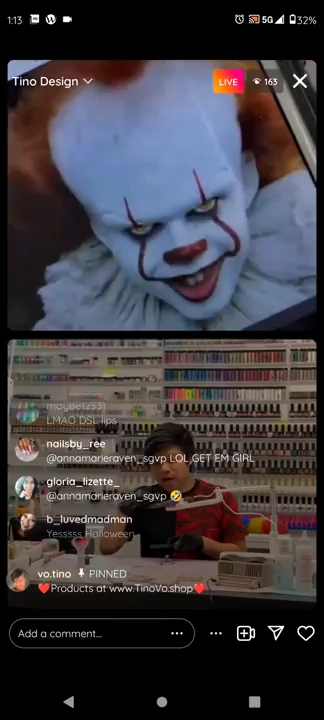 1:13
5G
32%
Tino Design
LIVE
163
maybe12531
LMAO DSL lips
nailsby_ree
@annamarieraven_sgvp LOL GET EM GIRL
gloria_lizette_
@annamarieraven_sgvp 🤣
b_luvedmadman
Yesssss Halloween
vo.tino 📌 PINNED
❤️Products at www.TinoVo.shop❤️
Add a comment...